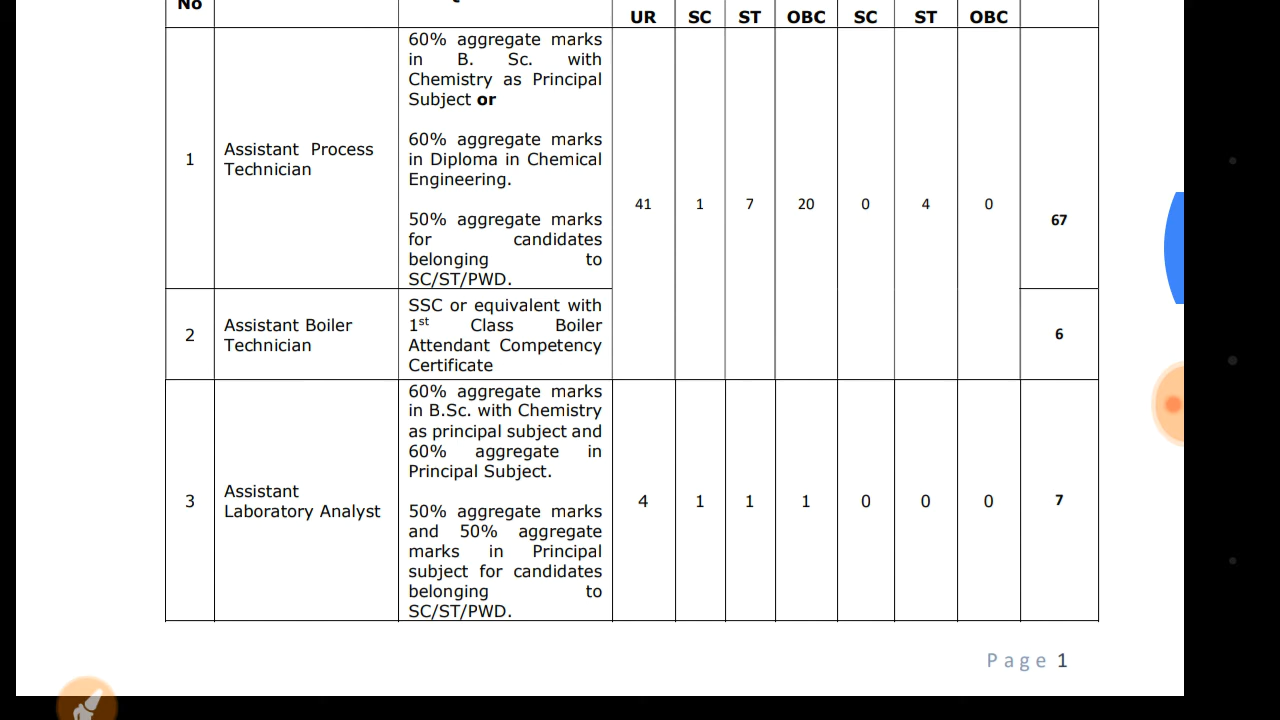 No
UR SC ST OBC SC ST OBC
60% aggregate marks
in B. Sc. with
Chemistry as Principal
Subject or
60% aggregate marks
in Diploma in Chemical
Engineering.
50% aggregate marks
for candidates
belonging to
SC/ST/PWD.
1
Assistant Process
Technician
41 1 7 20 0 4 0
67
2
Assistant Boiler
Technician
SSC or equivalent with
1st Class Boiler
Attendant Competency
Certificate
6
3
Assistant
Laboratory Analyst
60% aggregate marks
in B.Sc. with Chemistry
as principal subject and
60% aggregate in
Principal Subject.
50% aggregate marks
and 50% aggregate
marks in Principal
subject for candidates
belonging to
SC/ST/PWD.
4 1 1 1 0 0 0
7
Page 1